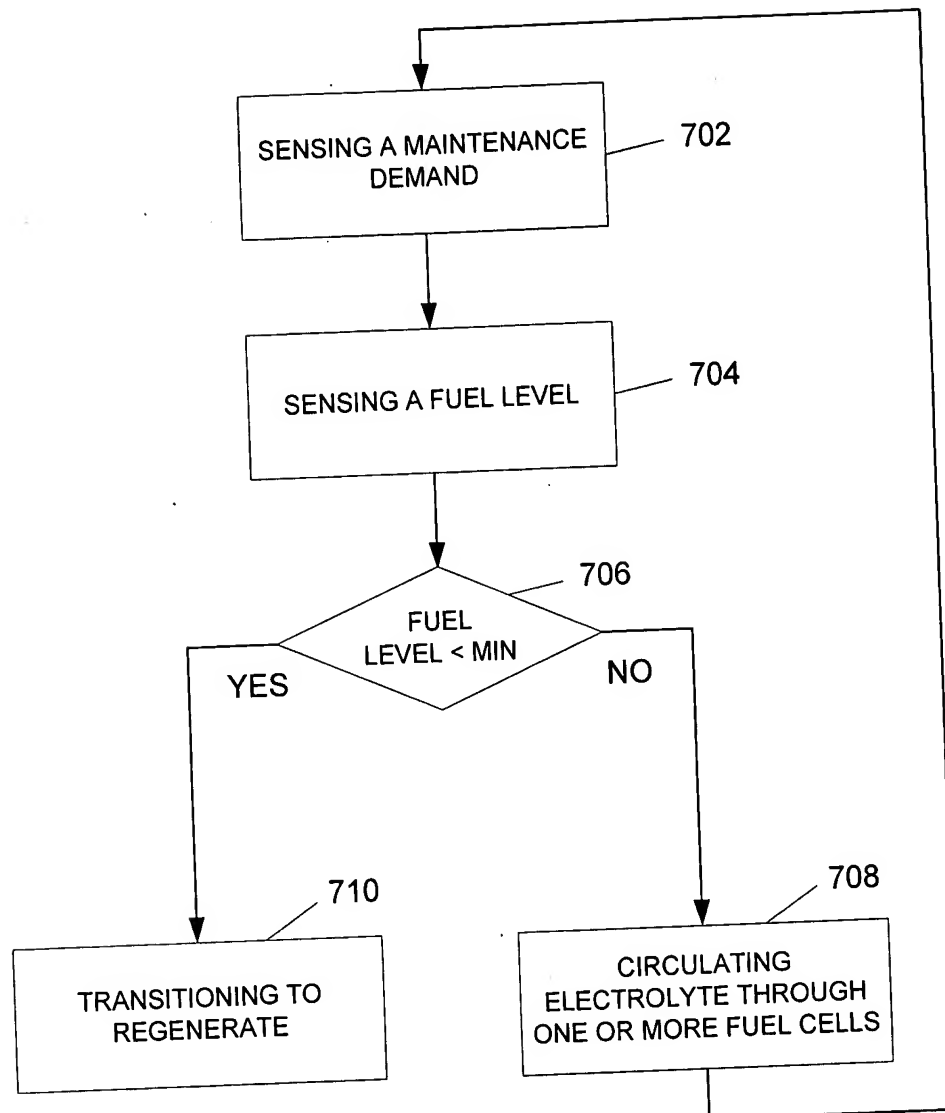 SENSING A MAINTENANCE
DEMAND
702
SENSING A FUEL LEVEL
704
706
FUEL
LEVEL < MIN
YES
NO
710
708
TRANSITIONING TO
REGENERATE
CIRCULATING
ELECTROLYTE THROUGH
ONE OR MORE FUEL CELLS